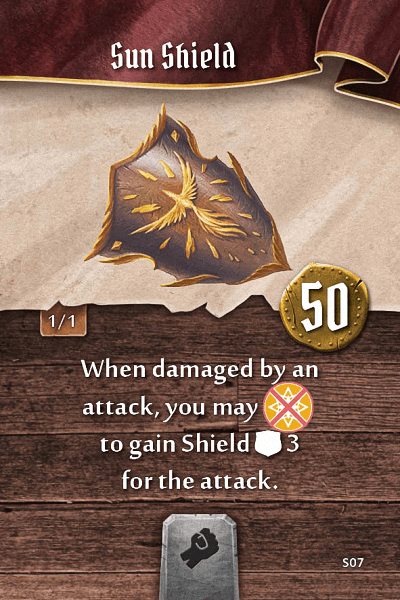 Sun Shield
50
1/1
When damaged by an
attack, you may
to gain Shield 3
for the attack.
S07